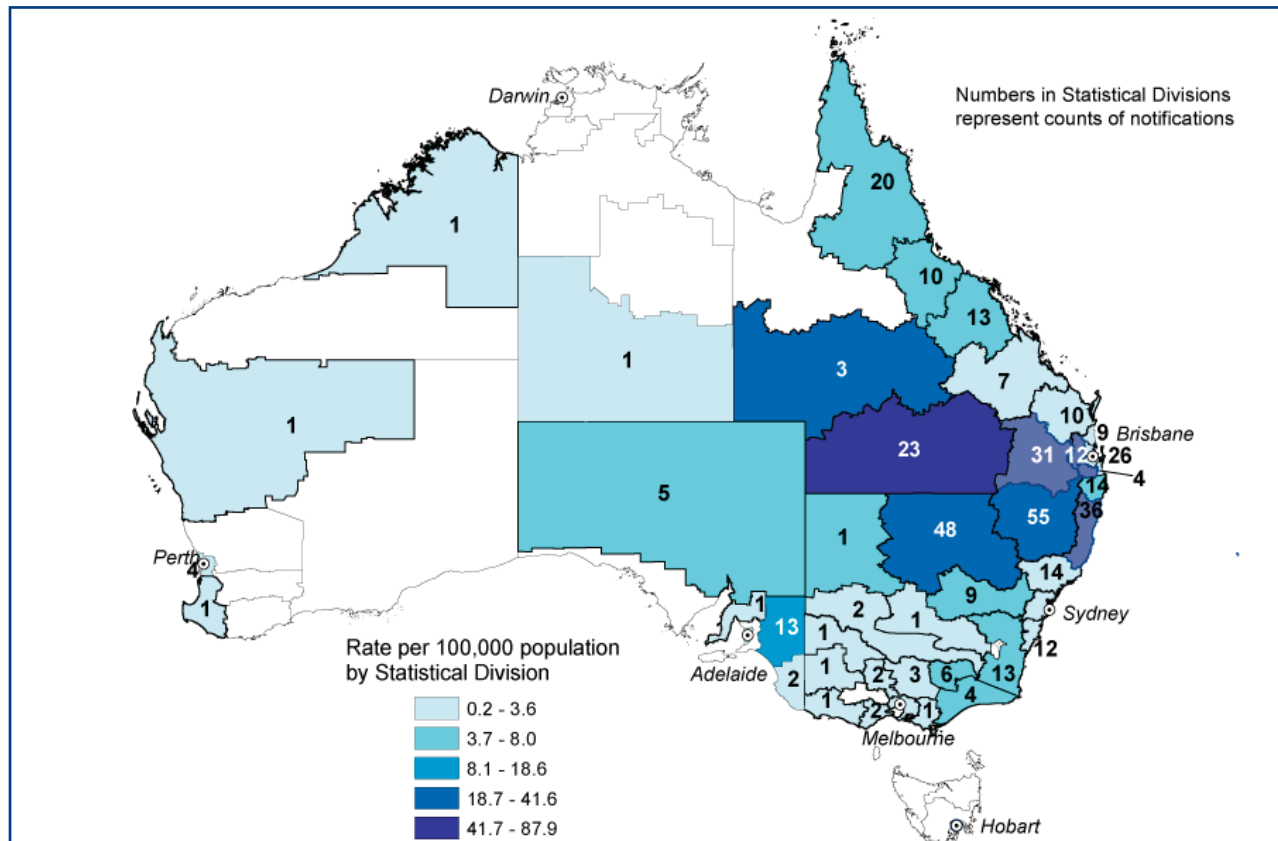 Darwin
Numbers in Statistical Divisions
represent counts of notifications
20
1
10
13
1
3
7
10
1
9
Brisbane
23
31
12
26
4
5
14
36
1
48
55
Perth
4
14
1
9
Sydney
1
2
1
13
1
12
Rate per 100,000 population
by Statistical Division
Adelaide
2
1
2
3
6
13
4
1
2
1
Melbourne
0.2 - 3.6
3.7 - 8.0
8.1 - 18.6
18.7 - 41.6
41.7 - 87.9
Hobart